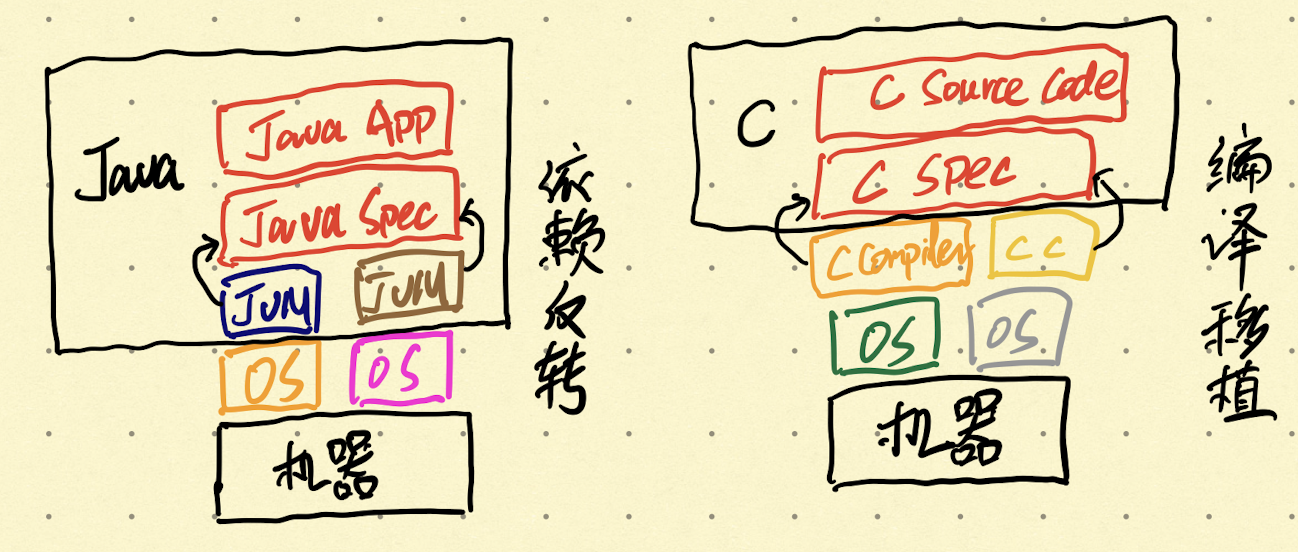 Java
Java App
Java Spec
JVM
JVM
OS
OS
机器
依赖反转
C
C Source Code
C Spec
C Compiler
C C
OS
OS
机器
编译移植